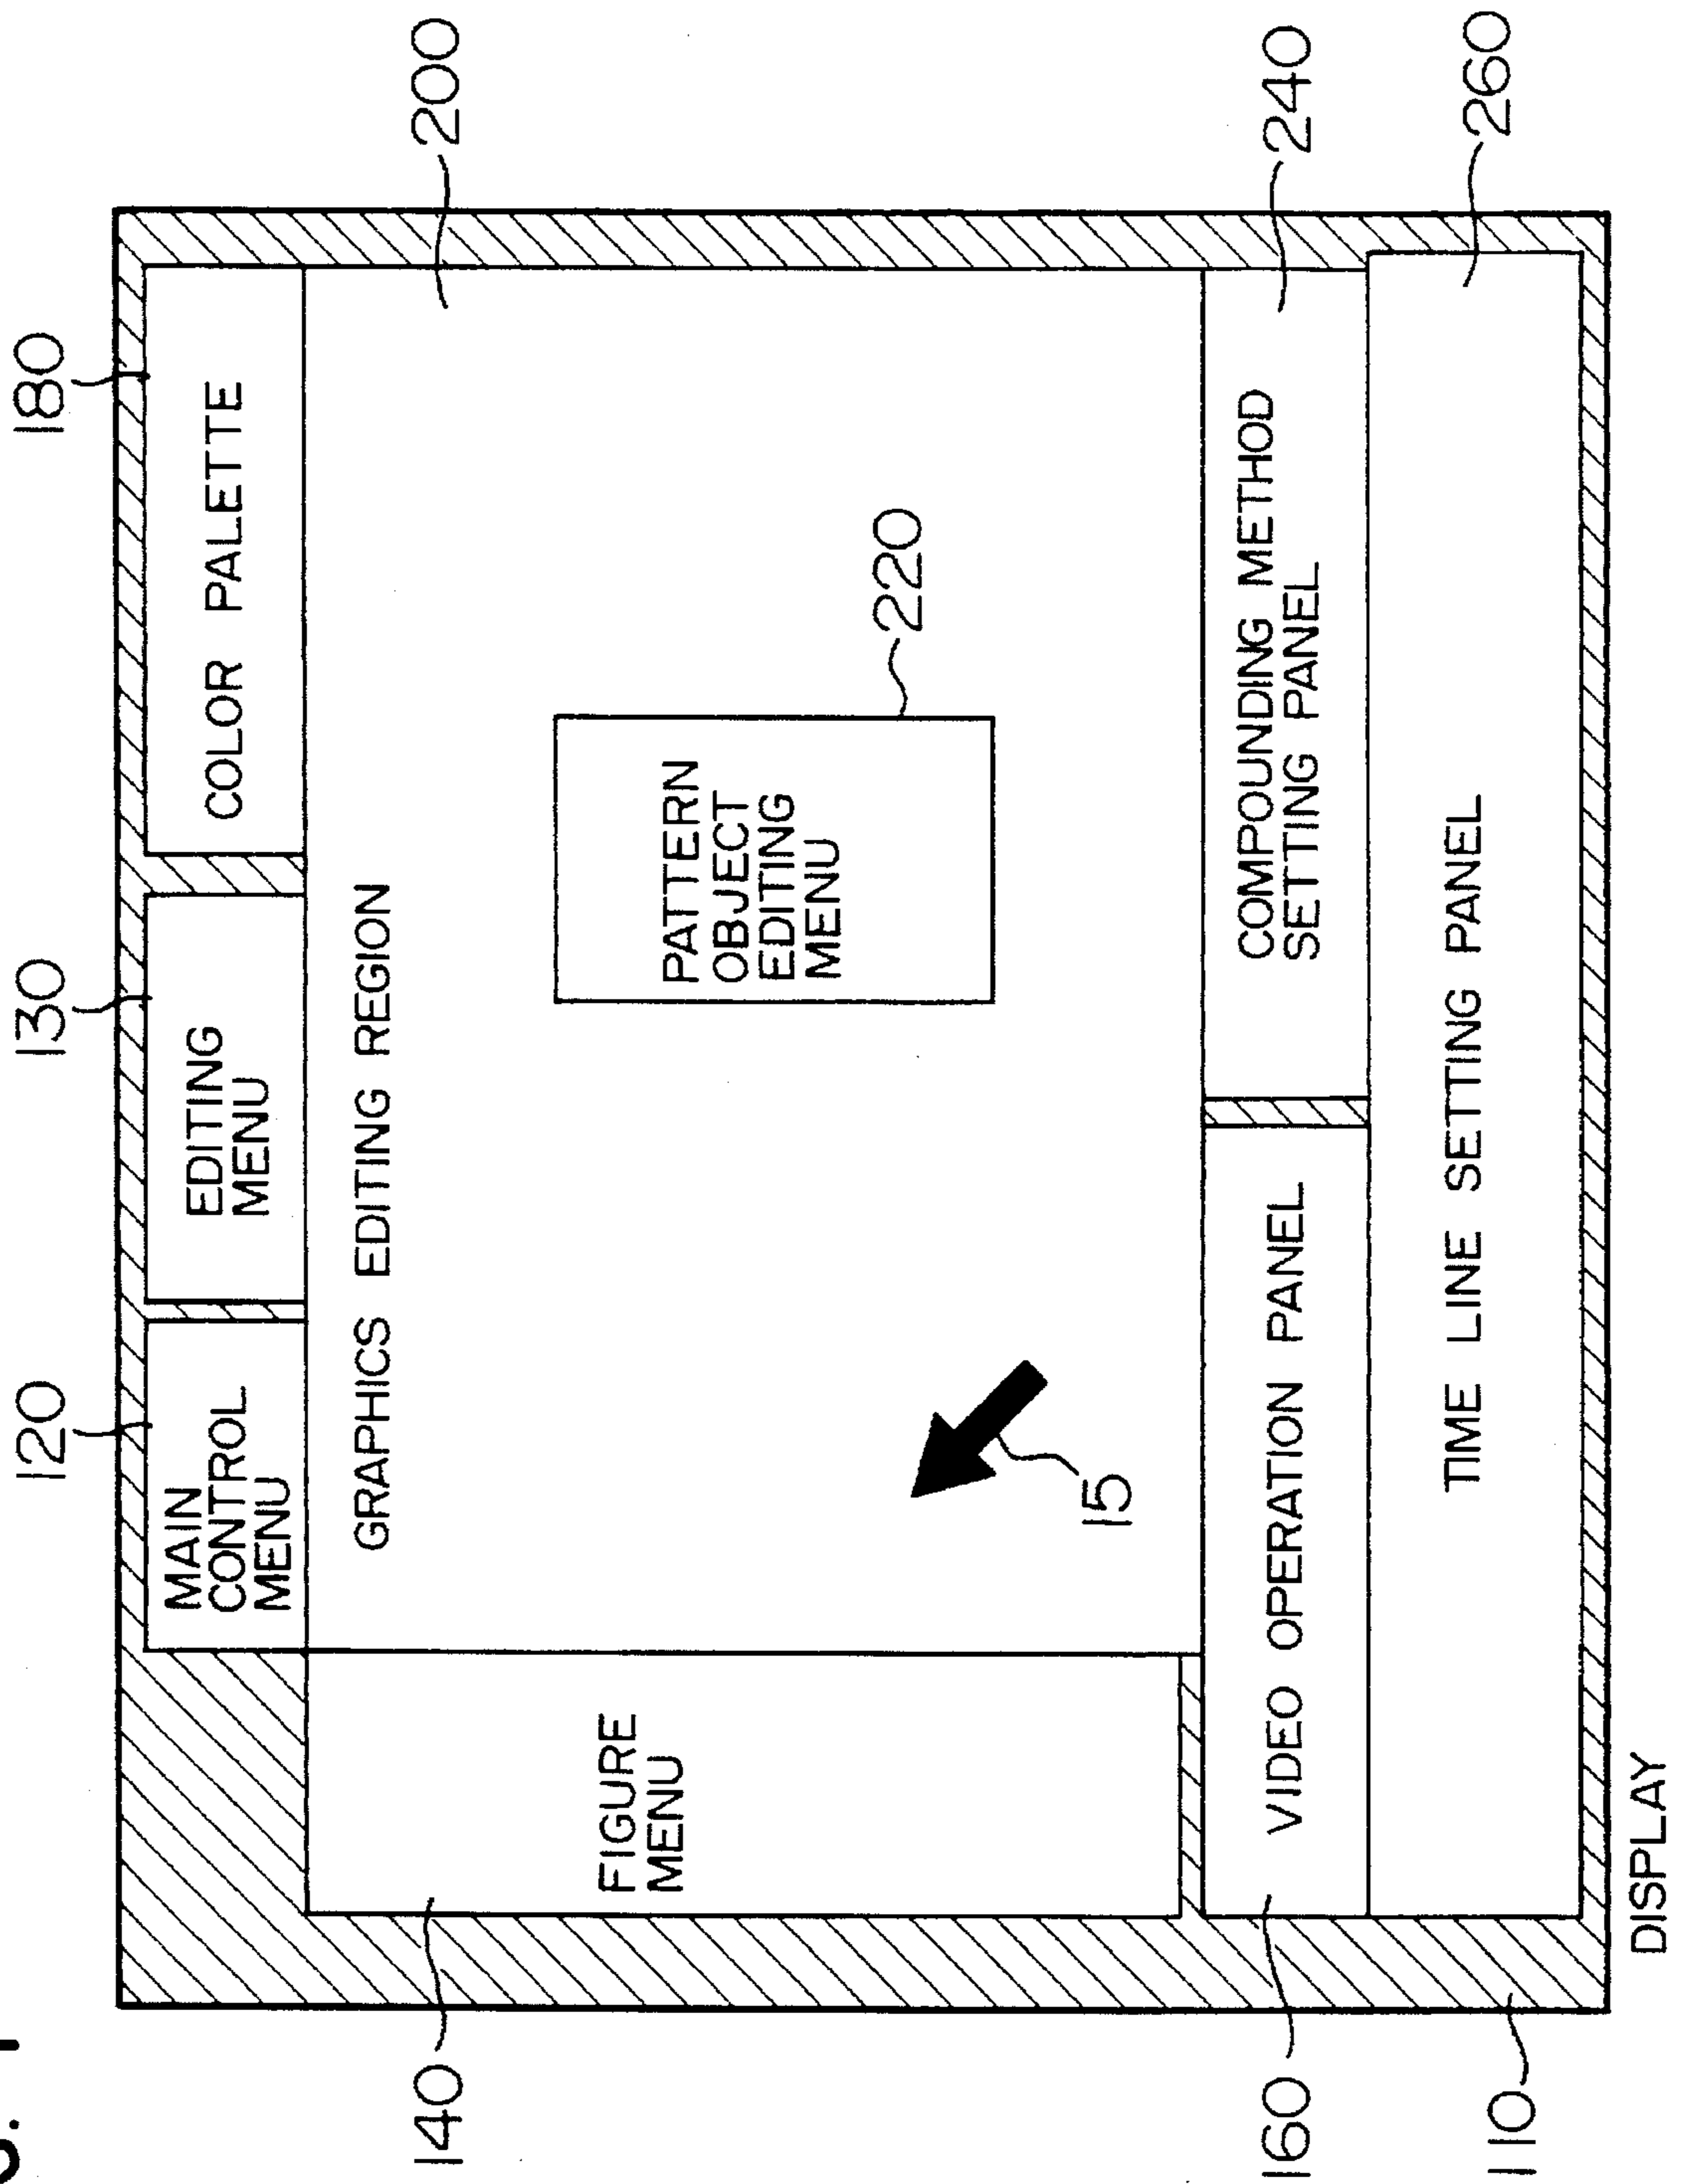 120
130
180
MAIN
CONTROL
MENU
EDITING
MENU
COLOR PALETTE
200
GRAPHICS EDITING REGION
140
FIGURE
MENU
PATTERN
OBJECT
EDITING
MENU
220
15
160
VIDEO OPERATION PANEL
COMPOUNDING METHOD
SETTING PANEL
240
TIME LINE SETTING PANEL
260
110
DISPLAY